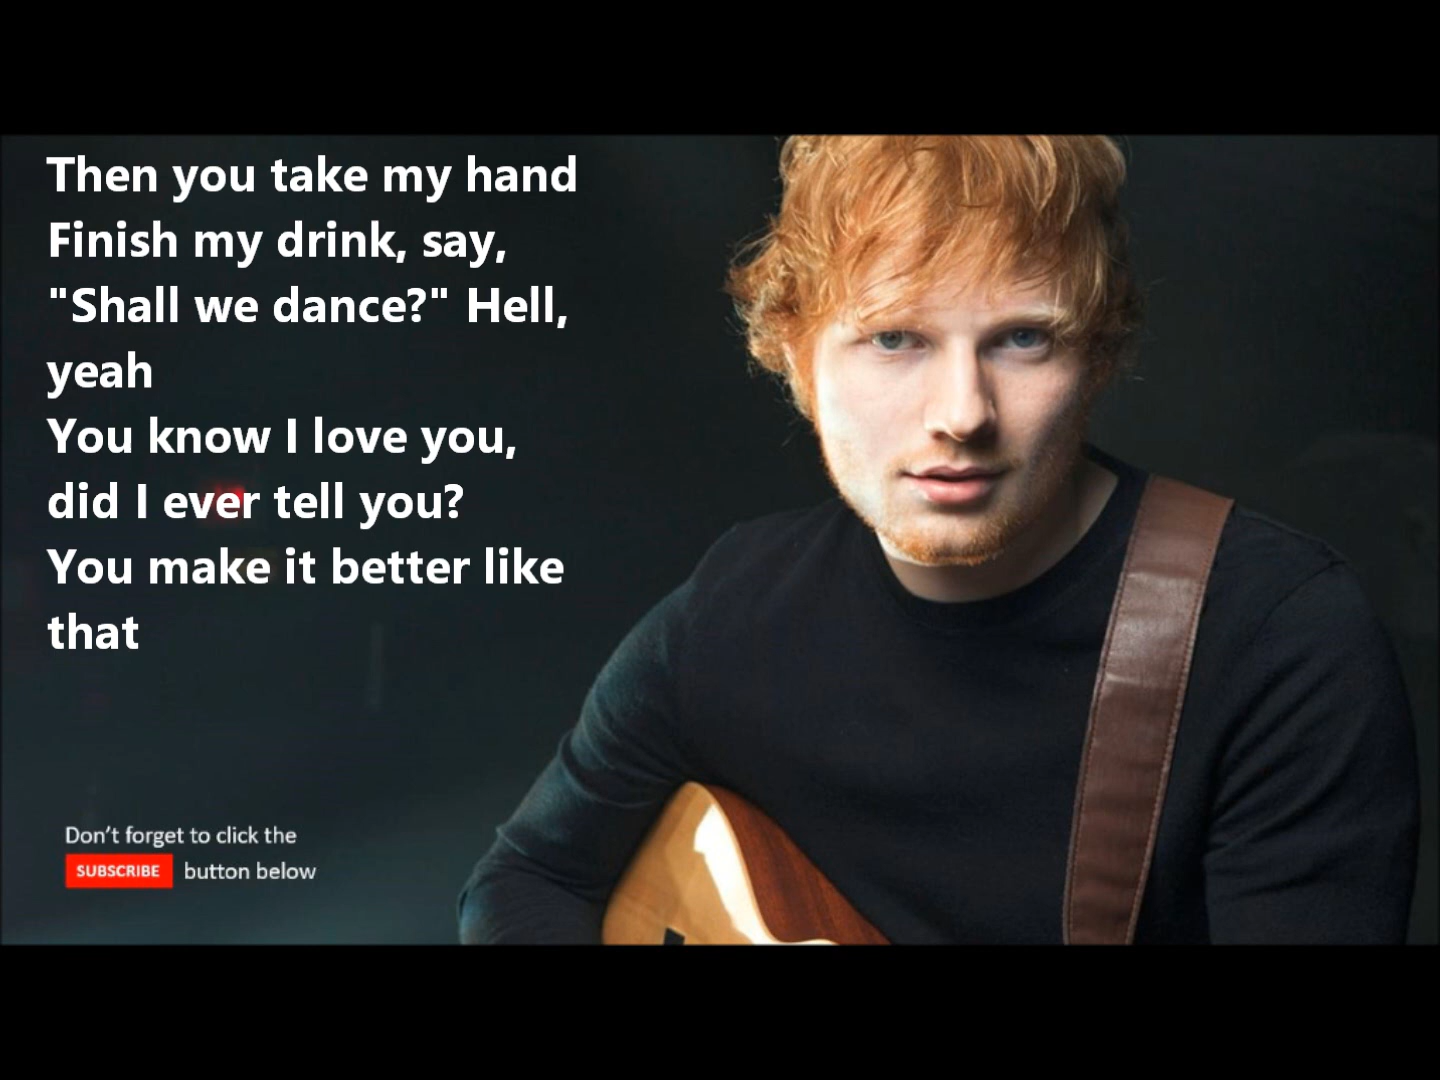 Then you take my hand
Finish my drink, say,
"Shall we dance?" Hell,
yeah
You know I love you,
did I ever tell you?
You make it better like
that
Don't forget to click the
SUBSCRIBE button below